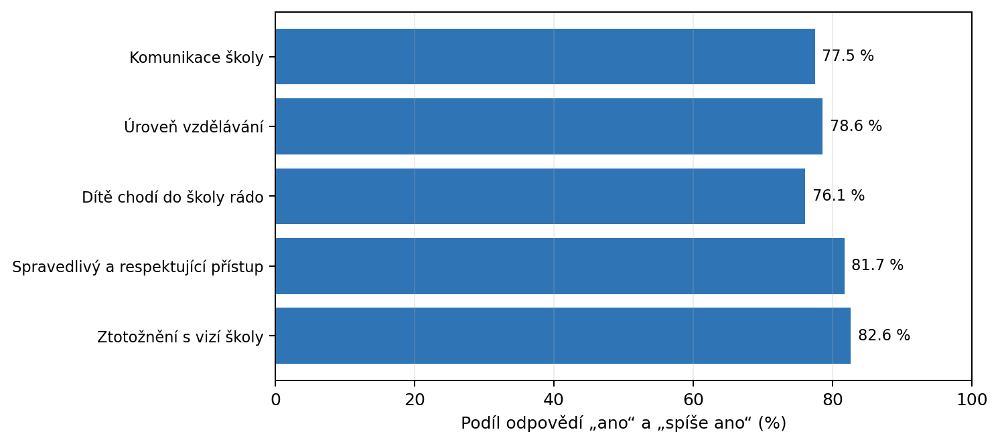 Komunikace školy
77.5 %
Úroveň vzdělávání
78.6 %
Dítě chodí do školy rádo
76.1 %
Spravedlivý a respektující přístup
81.7 %
Ztotožnění s vizí školy
82.6 %
0 20 40 60 80 100
Podíl odpovědí „ano“ a „spíše ano“ (%)